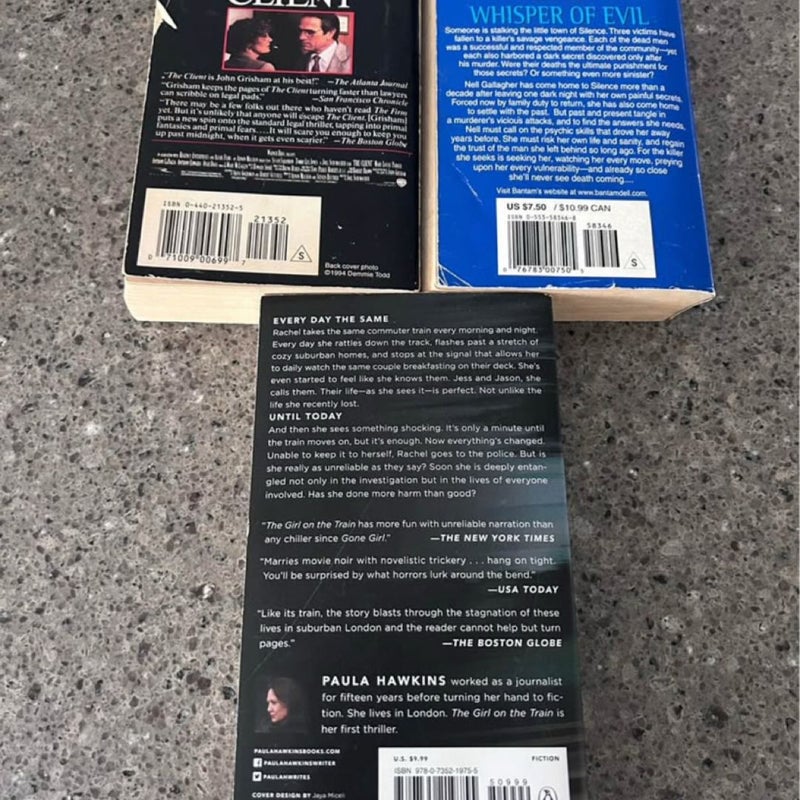 CLIENT
"The Client is John Grisham at his best!" —The Atlanta Journal
"Grisham keeps the pages of The Client turning faster than lawyers
can scribble on legal pads." —San Francisco Chronicle
"There may be a few folks out there who haven't read The Firm
yet. But it's unlikely that anyone will escape The Client. [Grisham]
puts a new spin onto the standard legal thriller, tapping into primal
fantasies and primal fears.... It will scare you enough to keep you
up past midnight, when it gets even scarier." —The Boston Globe
ISBN 0-440-21352-5
21352
0 71009 00699 7
S
Back cover photo
©1994 Demmie Todd
WHISPER OF EVIL
Someone is stalking the little town of Silence. Three victims have
fallen to a killer's savage vengeance. Each of the dead men
was a successful and respected member of the community—yet
each also harbored a dark secret discovered only after
his murder. Were their deaths the ultimate punishment for
those secrets? Or something even more sinister?
Nell Gallagher has come home to Silence more than a
decade after leaving one dark night with her own painful secrets.
Forced now by family duty to return, she has also come home
to settle with the past. But past and present tangle in
a murderer's vicious attacks, and to find the answers she needs,
Nell must call on the psychic skills that drove her away
years before. She must risk her own life and sanity, and regain
the trust of the man she left behind so long ago. For the killer
she seeks is seeking her, watching her every move, preying
upon her every vulnerability—and already so close
she'll never see death coming....
Visit Bantam's website at www.bantamdell.com
US $7.50 / $10.99 CAN
ISBN 0-553-58346-8
58346
0 76783 00750 5
S
EVERY DAY THE SAME
Rachel takes the same commuter train every morning and night.
Every day she rattles down the track, flashes past a stretch of
cozy suburban homes, and stops at the signal that allows her
to daily watch the same couple breakfasting on their deck. She's
even started to feel like she knows them. Jess and Jason, she
calls them. Their life—as she sees it—is perfect. Not unlike the
life she recently lost.
UNTIL TODAY
And then she sees something shocking. It's only a minute until
the train moves on, but it's enough. Now everything's changed.
Unable to keep it to herself, Rachel goes to the police. But is
she really as unreliable as they say? Soon she is deeply entan-
gled not only in the investigation but in the lives of everyone
involved. Has she done more harm than good?
"The Girl on the Train has more fun with unreliable narration than
any chiller since Gone Girl." —THE NEW YORK TIMES
"Marries movie noir with novelistic trickery . . . hang on tight.
You'll be surprised by what horrors lurk around the bend."
—USA TODAY
"Like its train, the story blasts through the stagnation of these
lives in suburban London and the reader cannot help but turn
pages." —THE BOSTON GLOBE
PAULA HAWKINS worked as a journalist
for fifteen years before turning her hand to fic-
tion. She lives in London. The Girl on the Train is
her first thriller.
PAULAHAWKINSBOOKS.COM
PAULAHAWKINSWRITER
PAULAHWRITES
COVER DESIGN BY Jaya Miceli
U.S. $9.99 FICTION
ISBN 978-0-7352-1975-5
50999